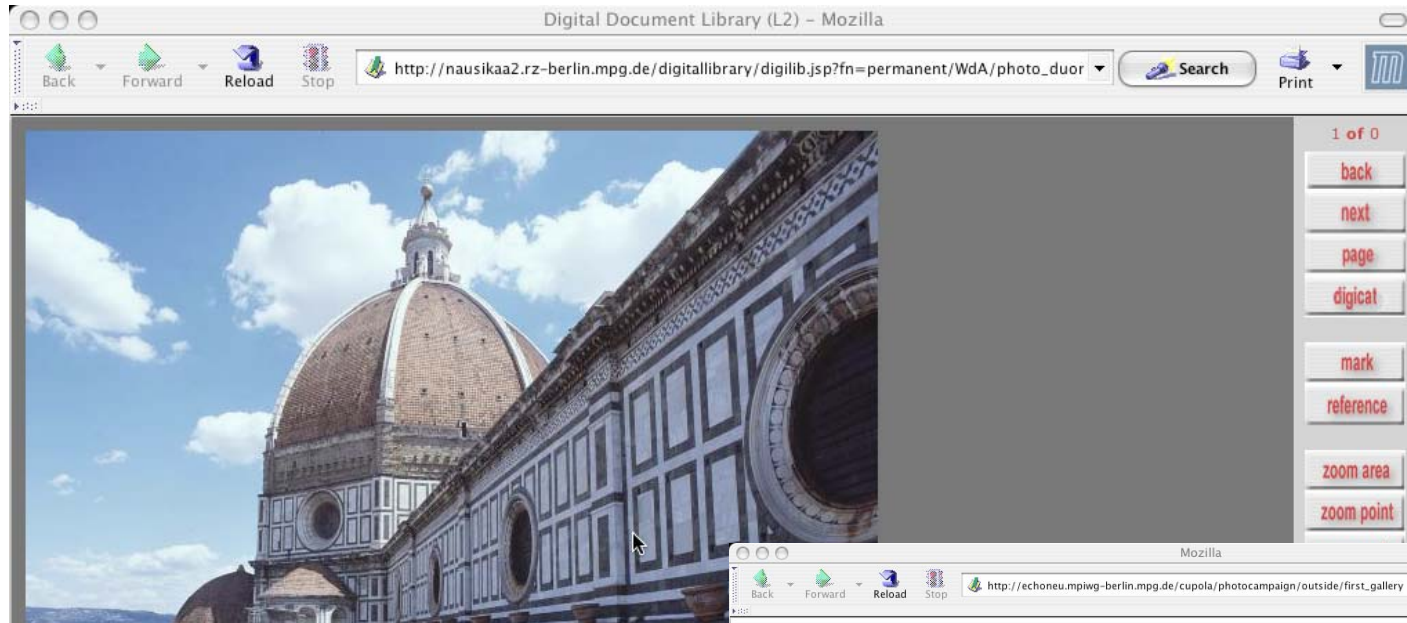 Digital Document Library (L2) – Mozilla
Back Forward Reload Stop http://nausikaa2.rz-berlin.mpg.de/digitallibrary/digilib.jsp?fn=permanent/WdA/photo_duor Search Print
1 of 0
back
next
page
digicat
mark
reference
zoom area
zoom point
Mozilla
Back Forward Reload Stop http://echoneu.mpiwg-berlin.mpg.de/cupola/photocampaign/outside/first_gallery